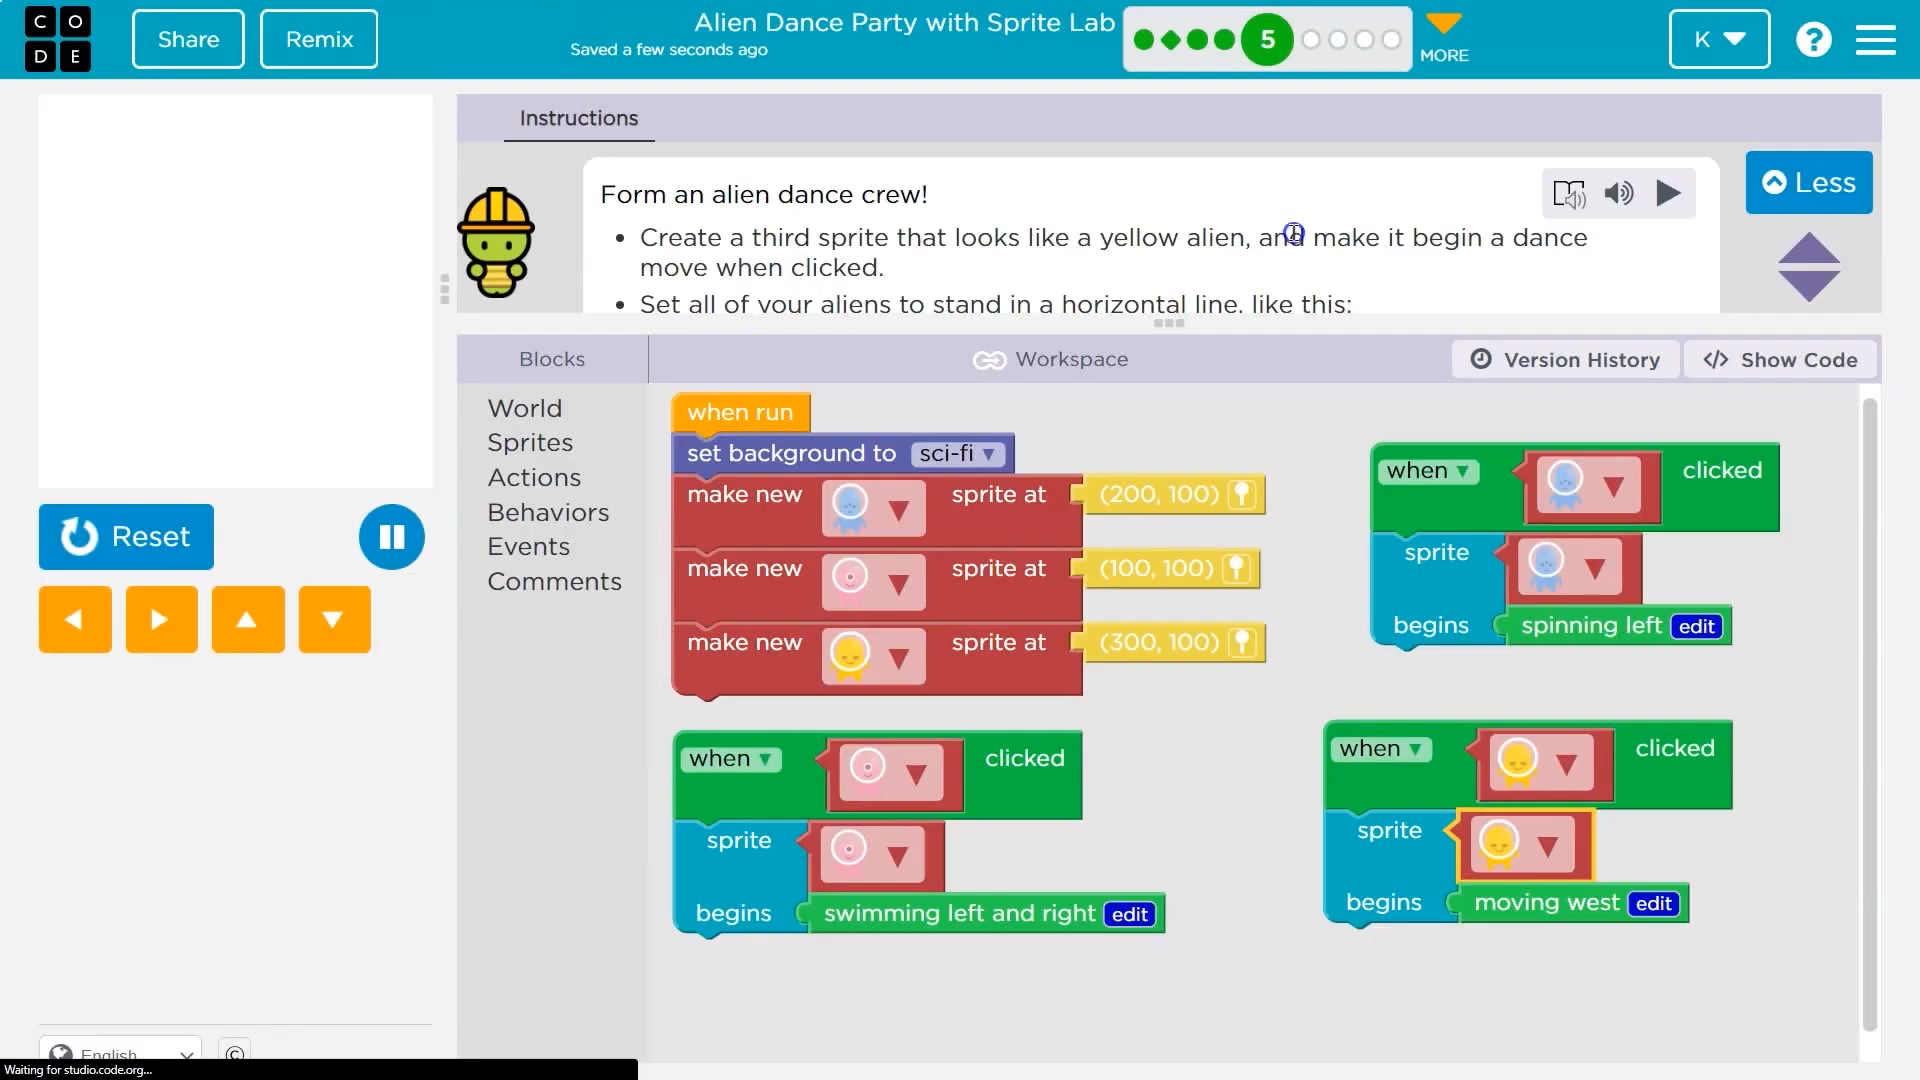 C O
D E
Share
Remix
Alien Dance Party with Sprite Lab
Saved a few seconds ago
5
MORE
K
?
Instructions
Form an alien dance crew!
• Create a third sprite that looks like a yellow alien, and make it begin a dance
move when clicked.
• Set all of your aliens to stand in a horizontal line, like this:
Less
Blocks
Workspace
Version History
</> Show Code
World
Sprites
Actions
Behaviors
Events
Comments
when run
set background to sci-fi
make new sprite at (200, 100)
make new sprite at (100, 100)
make new sprite at (300, 100)
when clicked
sprite
begins spinning left edit
when clicked
sprite
begins swimming left and right edit
when clicked
sprite
begins moving west edit
Reset
English
©
Waiting for studio.code.org...